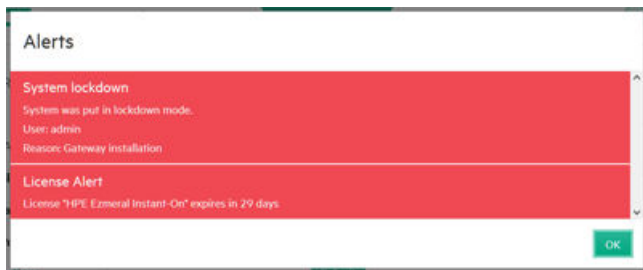 Alerts
System lockdown
System was put in lockdown mode.
User: admin
Reason: Gateway installation
License Alert
License "HPE Ezmeral Instant-On" expires in 29 days
OK